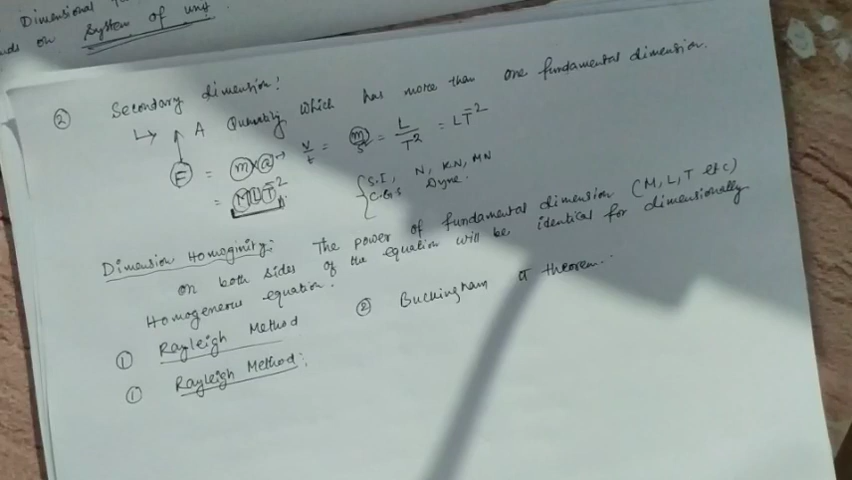 Dimensional
on System of unit
② Secondary dimension:
↳ A Quantity which has more than one fundamental dimension.
F = m × a → v/t = m/s = L/T² = LT⁻²
= MLT⁻²
{ S.I, N, KN, MN
C.G.S Dyne.
Dimension Homoginity: The power of fundamental dimension (M, L, T etc)
on both sides of the equation will be identical for dimensionally
Homogeneous equation.
① Rayleigh Method ② Buckingham π theorem.
① Rayleigh Method: